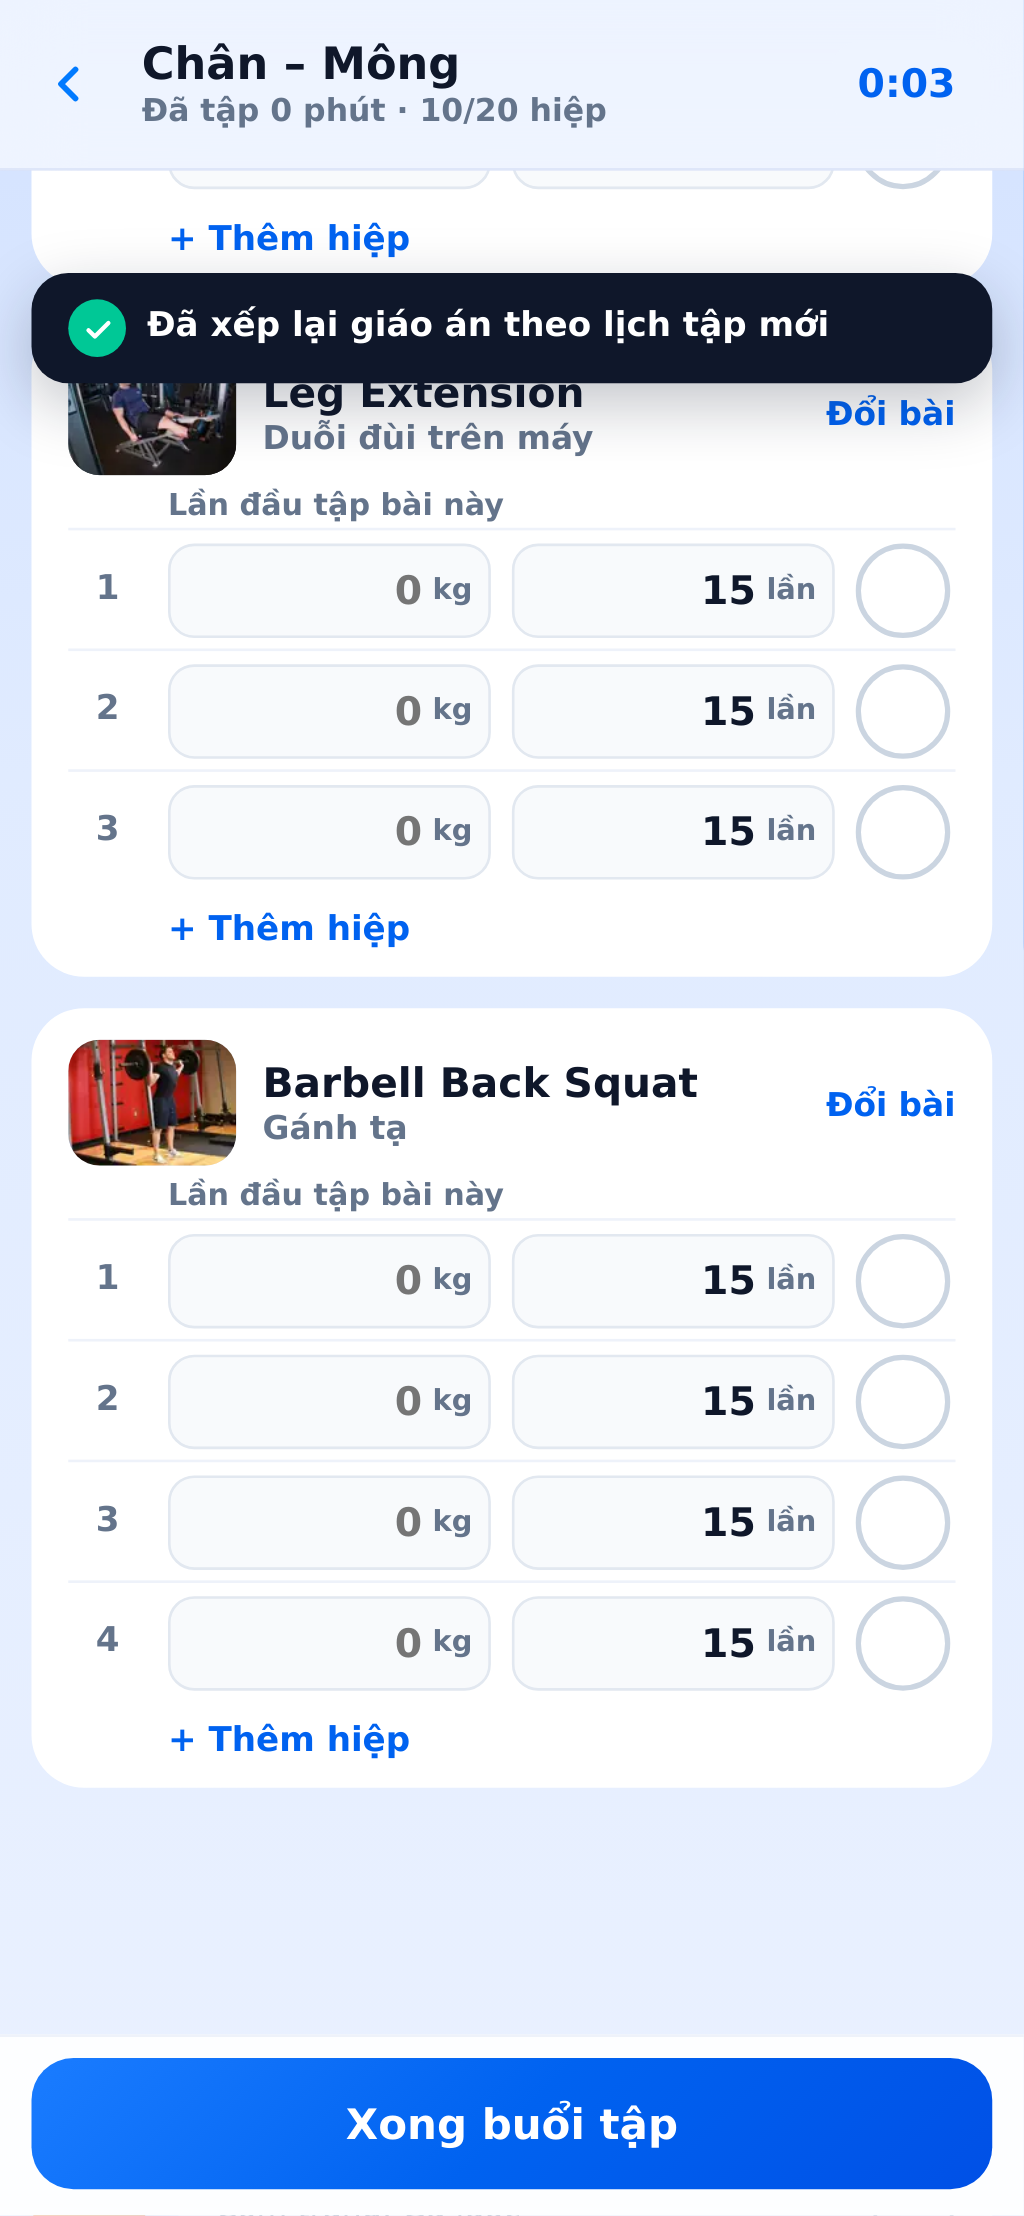 Chân – Mông
Đã tập 0 phút · 10/20 hiệp
0:03
+ Thêm hiệp
Đã xếp lại giáo án theo lịch tập mới
Leg Extension
Duỗi đùi trên máy
Đổi bài
Lần đầu tập bài này
1 0 kg 15 lần
2 0 kg 15 lần
3 0 kg 15 lần
+ Thêm hiệp
Barbell Back Squat
Gánh tạ
Đổi bài
Lần đầu tập bài này
1 0 kg 15 lần
2 0 kg 15 lần
3 0 kg 15 lần
4 0 kg 15 lần
+ Thêm hiệp
Xong buổi tập